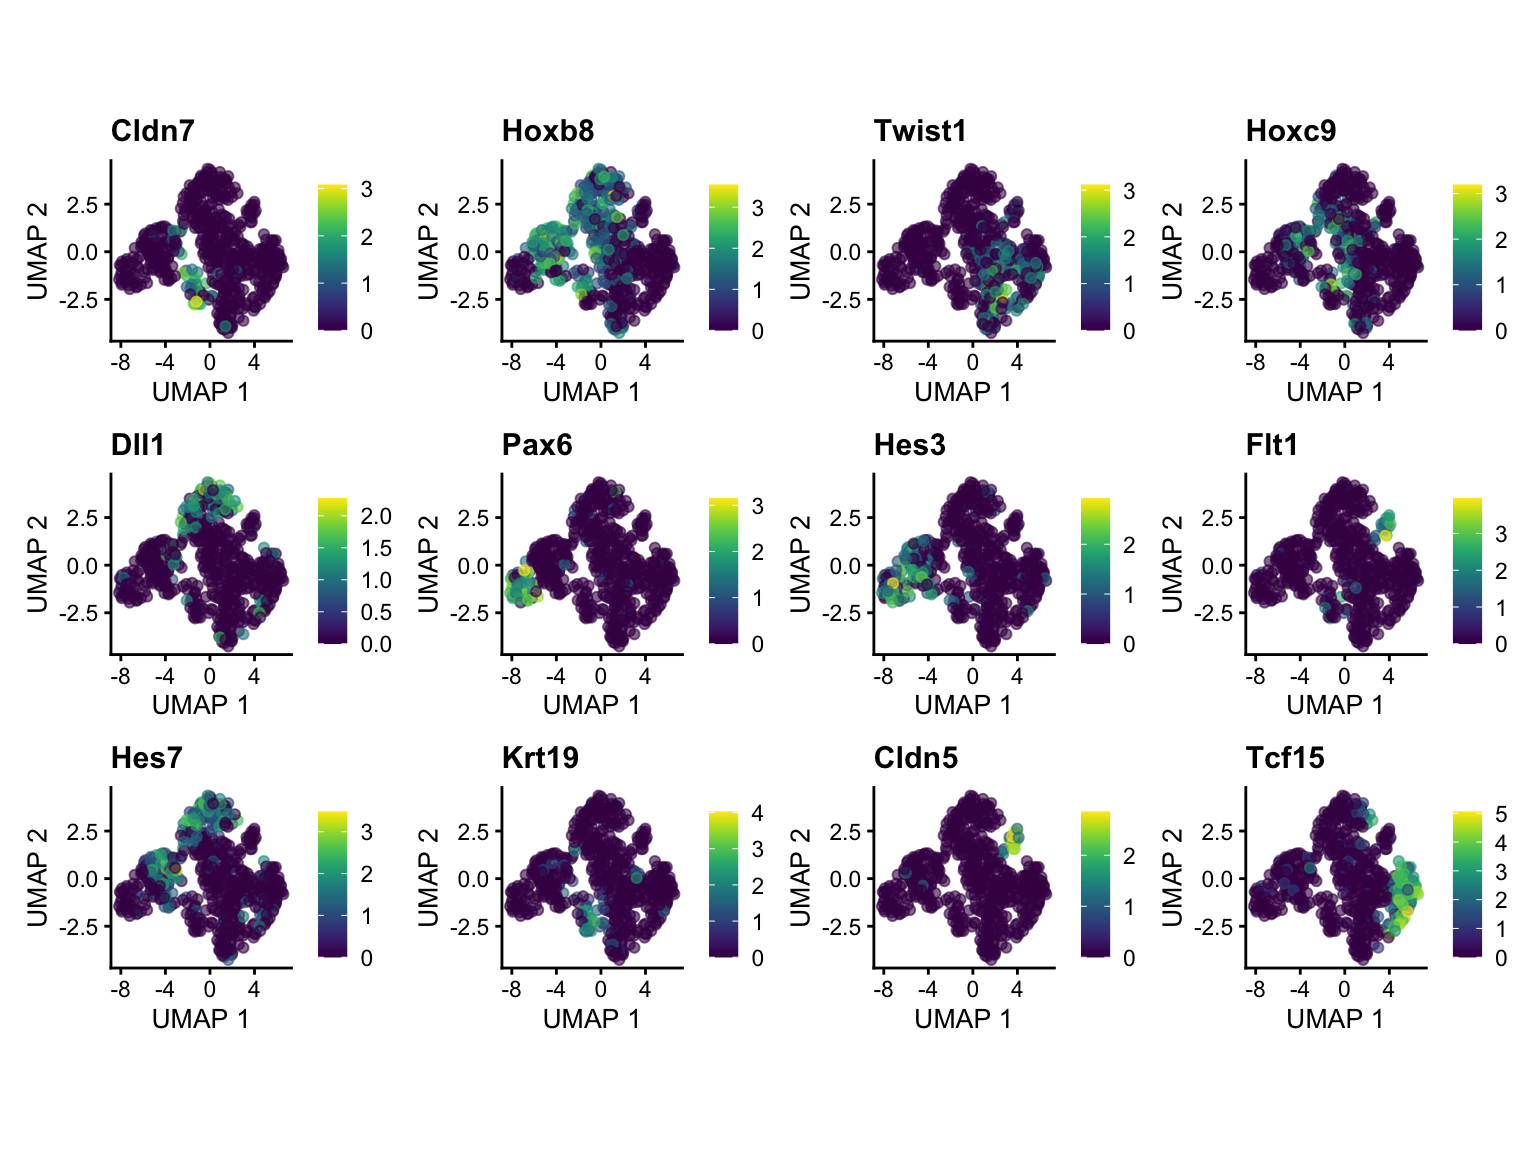 Cldn7 Hoxb8 Twist1 Hoxc9
UMAP 2 2.5 0.0 -2.5 -8 -4 0 4 UMAP 1 3 2 1 0
UMAP 2 2.5 0.0 -2.5 -8 -4 0 4 UMAP 1 3 2 1 0
UMAP 2 2.5 0.0 -2.5 -8 -4 0 4 UMAP 1 3 2 1 0
UMAP 2 2.5 0.0 -2.5 -8 -4 0 4 UMAP 1 3 2 1 0
Dll1 Pax6 Hes3 Flt1
UMAP 2 2.5 0.0 -2.5 -8 -4 0 4 UMAP 1 2.0 1.5 1.0 0.5 0.0
UMAP 2 2.5 0.0 -2.5 -8 -4 0 4 UMAP 1 3 2 1 0
UMAP 2 2.5 0.0 -2.5 -8 -4 0 4 UMAP 1 2 1 0
UMAP 2 2.5 0.0 -2.5 -8 -4 0 4 UMAP 1 3 2 1 0
Hes7 Krt19 Cldn5 Tcf15
UMAP 2 2.5 0.0 -2.5 -8 -4 0 4 UMAP 1 3 2 1 0
UMAP 2 2.5 0.0 -2.5 -8 -4 0 4 UMAP 1 4 3 2 1 0
UMAP 2 2.5 0.0 -2.5 -8 -4 0 4 UMAP 1 2 1 0
UMAP 2 2.5 0.0 -2.5 -8 -4 0 4 UMAP 1 5 4 3 2 1 0